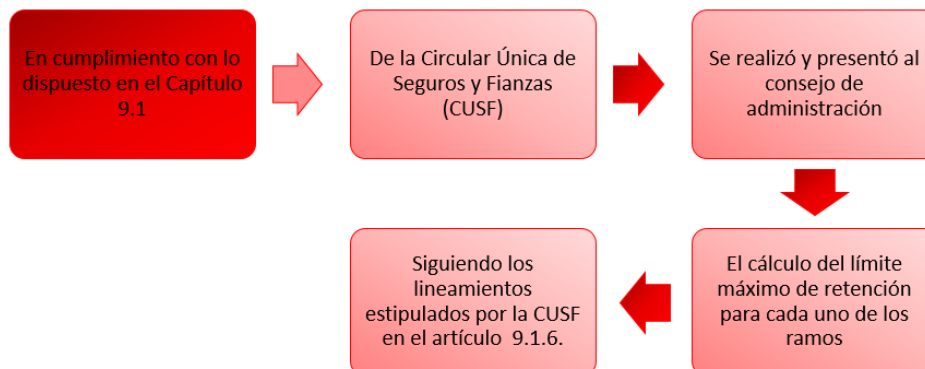 En cumplimiento con lo
dispuesto en el Capítulo
9.1
De la Circular Única de
Seguros y Fianzas
(CUSF)
Se realizó y presentó al
consejo de
administración
El cálculo del límite
máximo de retención
para cada uno de los
ramos
Siguiendo los
lineamientos
estipulados por la CUSF
en el artículo 9.1.6.